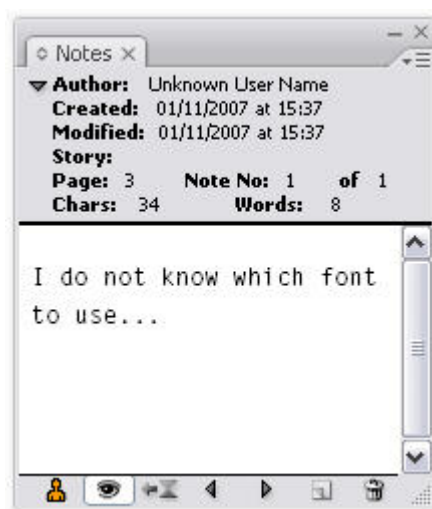 Notes
Author: Unknown User Name
Created: 01/11/2007 at 15:37
Modified: 01/11/2007 at 15:37
Story:
Page: 3 Note No: 1 of 1
Chars: 34 Words: 8
I do not know which font
to use...